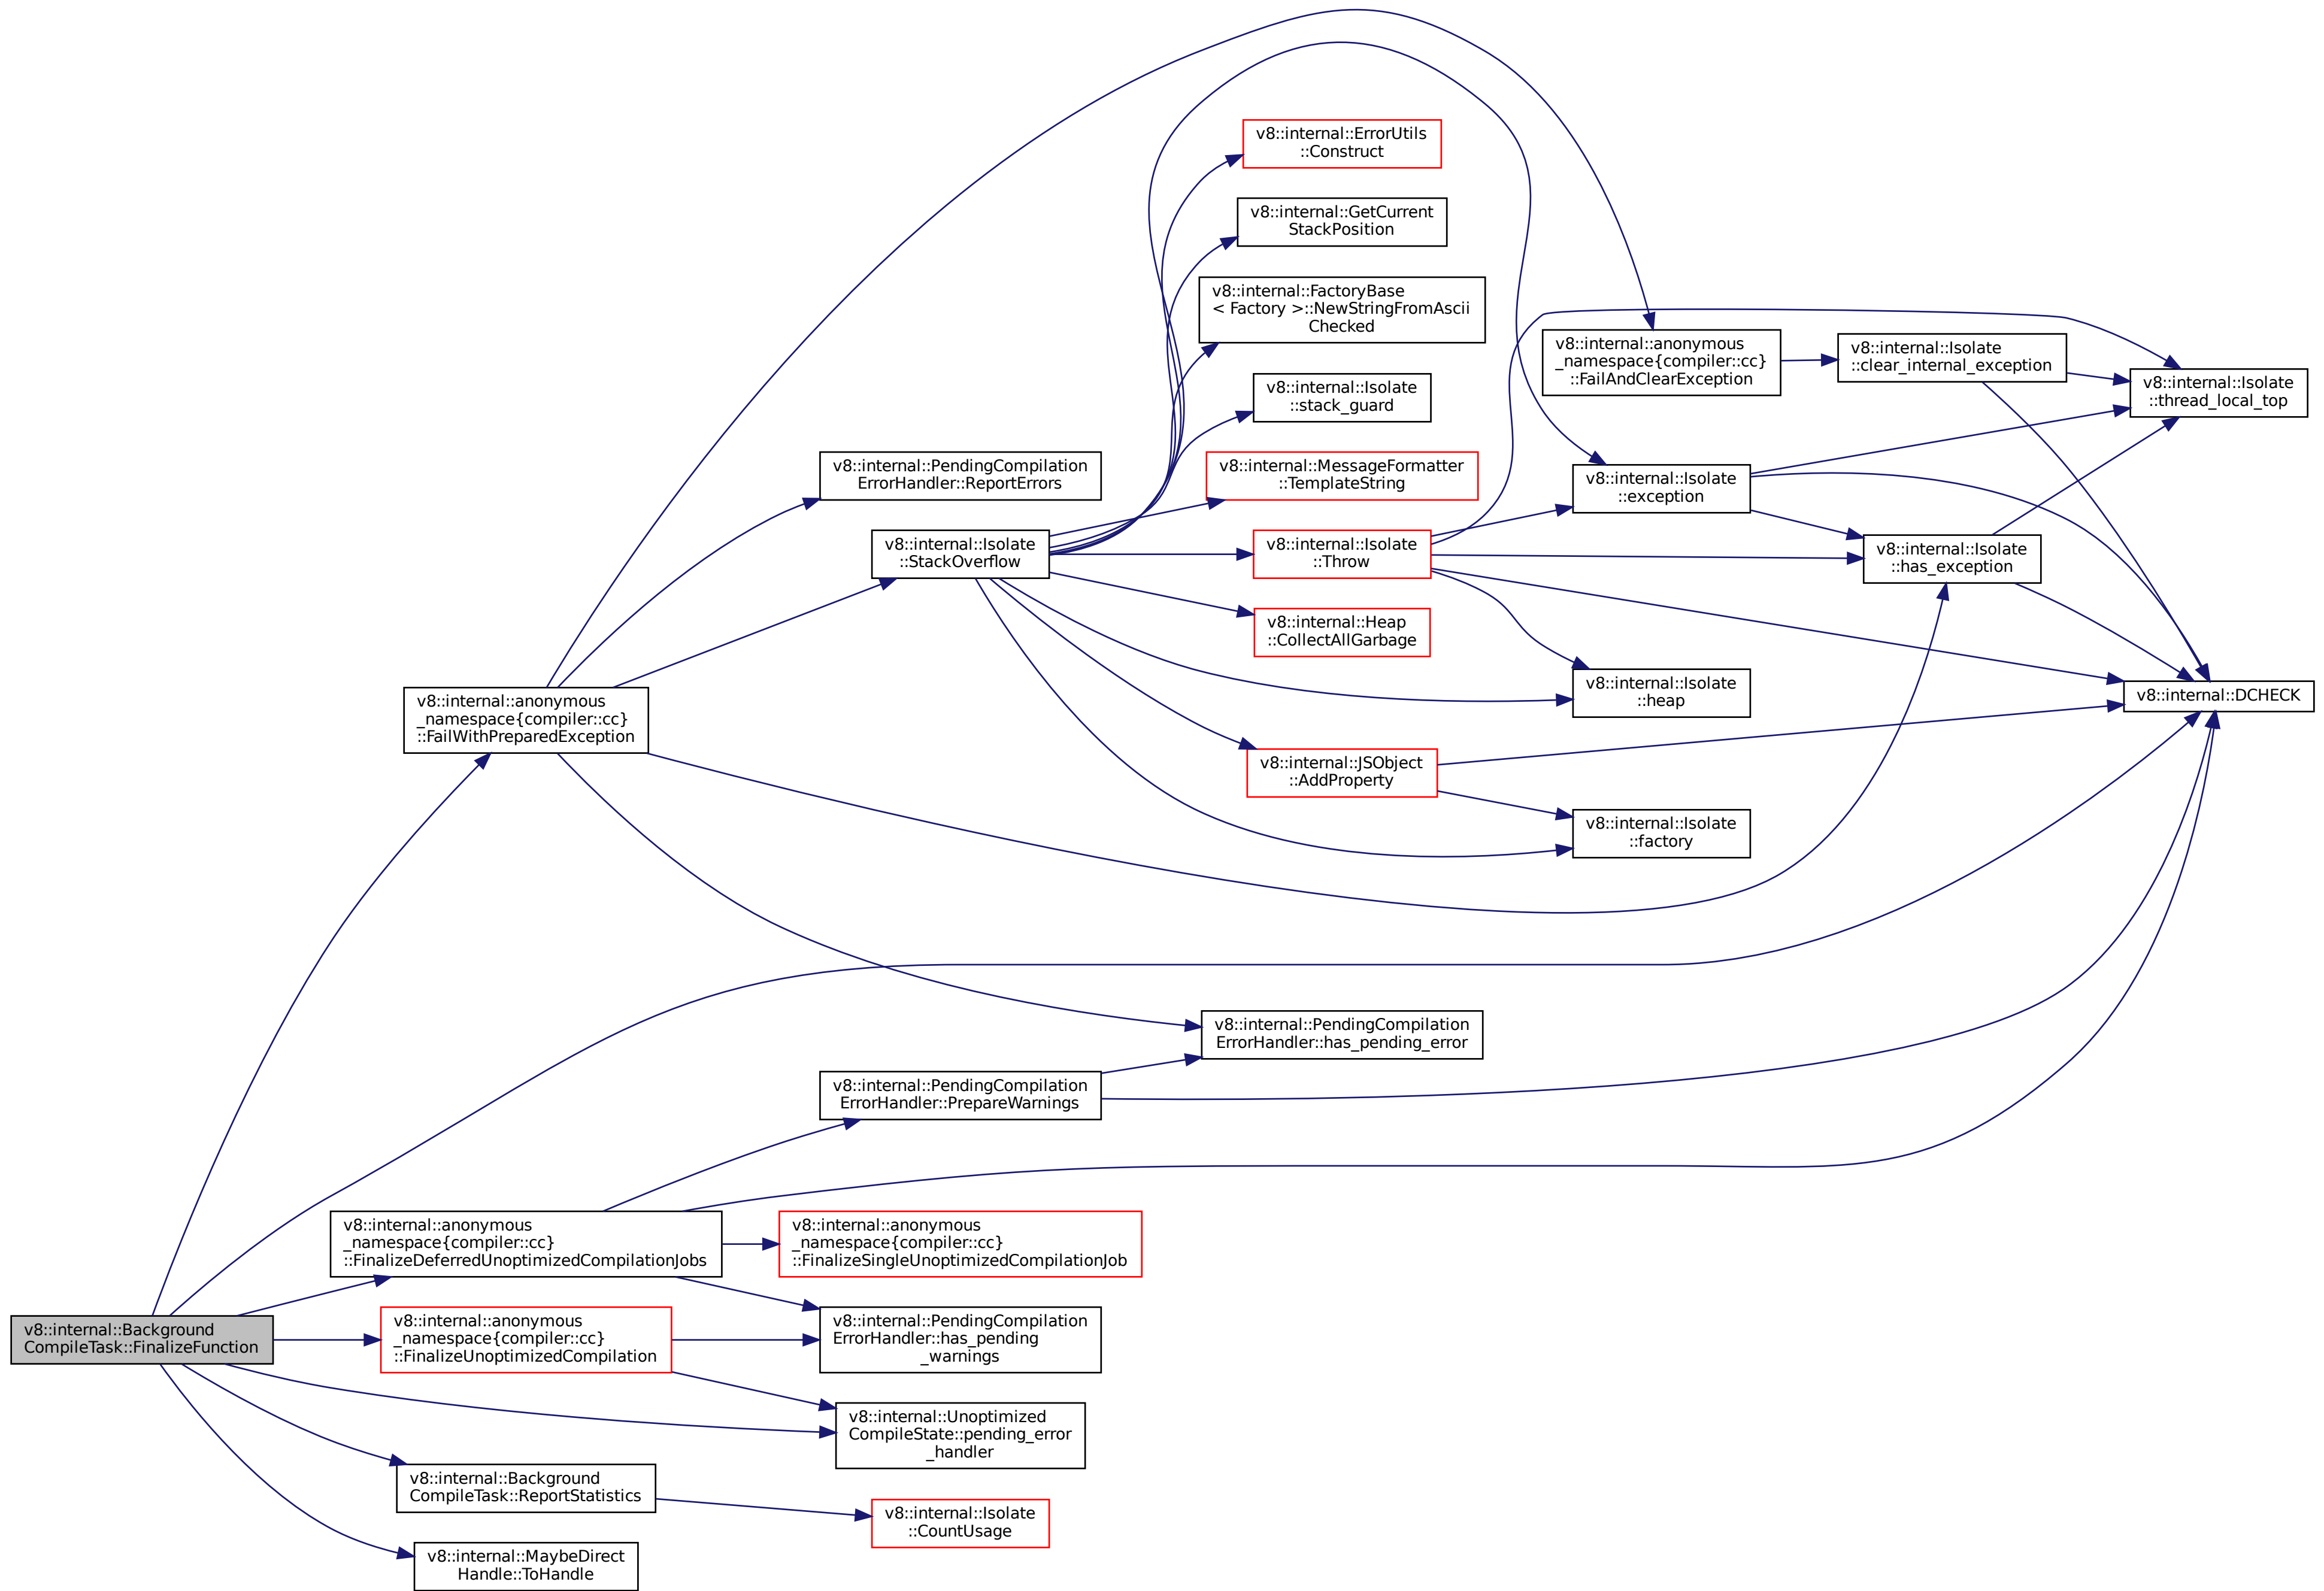 v8::internal::ErrorUtils
::Construct
v8::internal::GetCurrent
StackPosition
v8::internal::FactoryBase
< Factory >::NewStringFromAscii
Checked
v8::internal::anonymous
_namespace{compiler::cc}
::FailAndClearException
v8::internal::Isolate
::clear_internal_exception
v8::internal::Isolate
::thread_local_top
v8::internal::Isolate
::stack_guard
v8::internal::PendingCompilation
ErrorHandler::ReportErrors
v8::internal::MessageFormatter
::TemplateString
v8::internal::Isolate
::exception
v8::internal::Isolate
::StackOverflow
v8::internal::Isolate
::Throw
v8::internal::Isolate
::has_exception
v8::internal::Heap
::CollectAllGarbage
v8::internal::Isolate
::heap
v8::internal::DCHECK
v8::internal::anonymous
_namespace{compiler::cc}
::FailWithPreparedException
v8::internal::JSObject
::AddProperty
v8::internal::Isolate
::factory
v8::internal::PendingCompilation
ErrorHandler::has_pending_error
v8::internal::PendingCompilation
ErrorHandler::PrepareWarnings
v8::internal::anonymous
_namespace{compiler::cc}
::FinalizeDeferredUnoptimizedCompilationJobs
v8::internal::anonymous
_namespace{compiler::cc}
::FinalizeSingleUnoptimizedCompilationJob
v8::internal::Background
CompileTask::FinalizeFunction
v8::internal::anonymous
_namespace{compiler::cc}
::FinalizeUnoptimizedCompilation
v8::internal::PendingCompilation
ErrorHandler::has_pending
_warnings
v8::internal::Unoptimized
CompileState::pending_error
_handler
v8::internal::Background
CompileTask::ReportStatistics
v8::internal::Isolate
::CountUsage
v8::internal::MaybeDirect
Handle::ToHandle